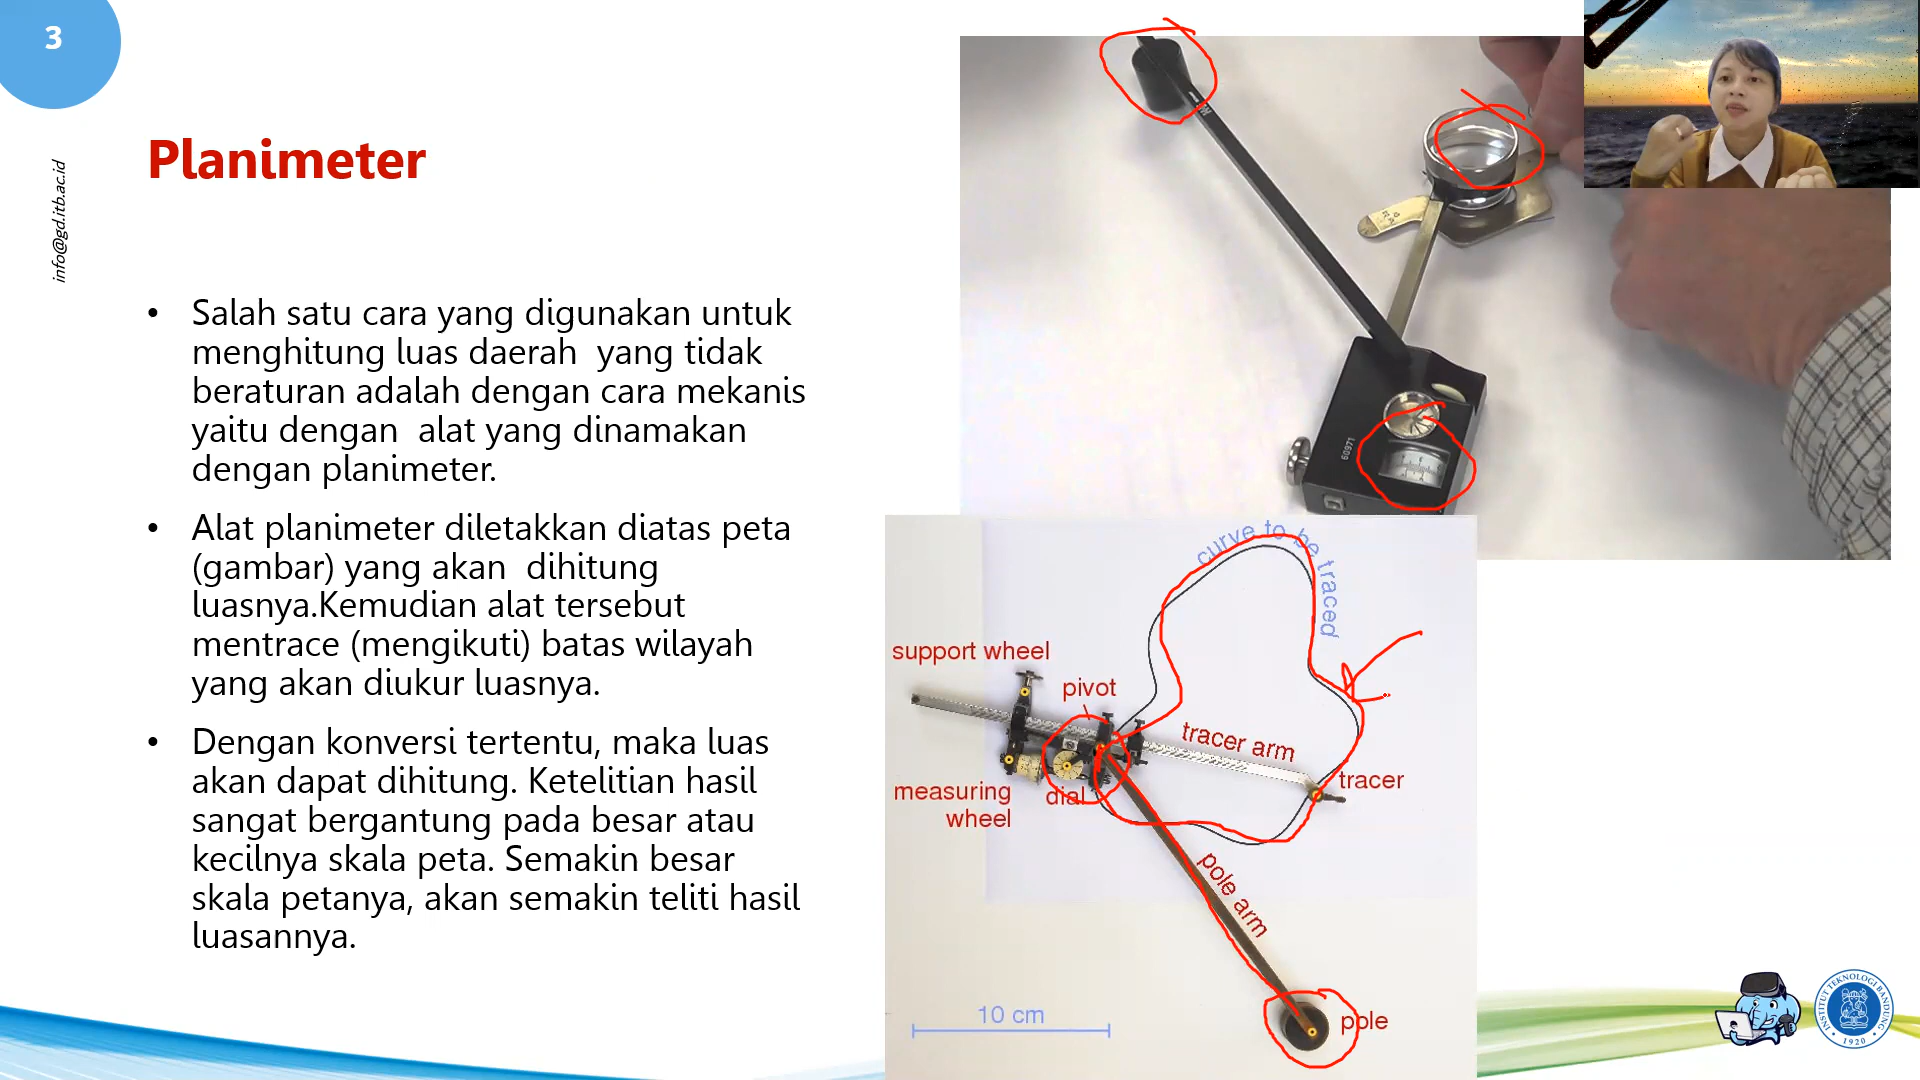 3
info@gd.itb.ac.id
Planimeter
• Salah satu cara yang digunakan untuk
menghitung luas daerah  yang tidak
beraturan adalah dengan cara mekanis
yaitu dengan  alat yang dinamakan
dengan planimeter.
• Alat planimeter diletakkan diatas peta
(gambar) yang akan  dihitung
luasnya.Kemudian alat tersebut
mentrace (mengikuti) batas wilayah
yang akan diukur luasnya.
• Dengan konversi tertentu, maka luas
akan dapat dihitung. Ketelitian hasil
sangat bergantung pada besar atau
kecilnya skala peta. Semakin besar
skala petanya, akan semakin teliti hasil
luasannya.
60971
curve to be traced
support wheel
pivot
tracer arm
tracer
measuring
wheel
dial
pole arm
10 cm
pole
INSTITUT TEKNOLOGI BANDUNG
1920